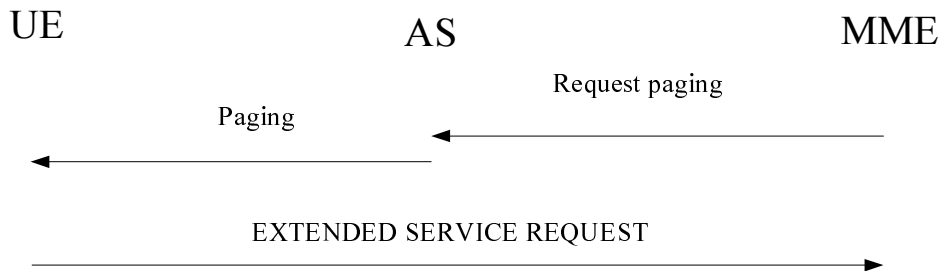 UE
AS
MME
Request paging
Paging
EXTENDED SERVICE REQUEST